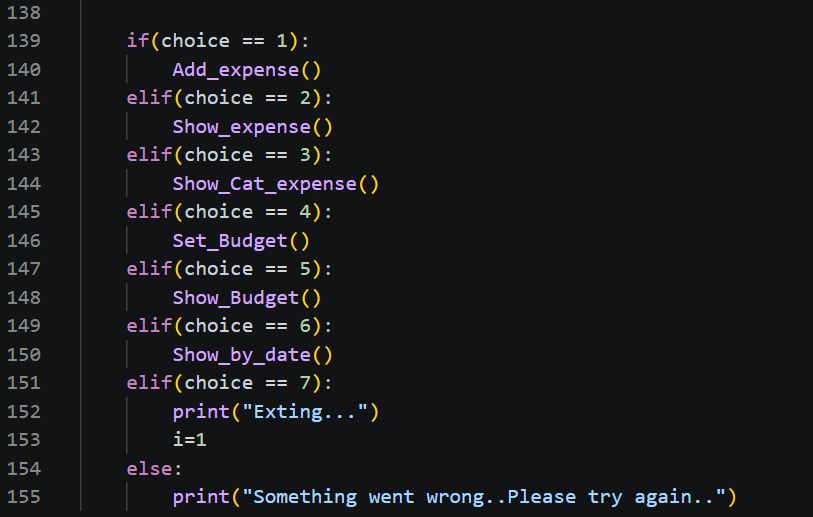 138
139 if(choice == 1):
140 Add_expense()
141 elif(choice == 2):
142 Show_expense()
143 elif(choice == 3):
144 Show_Cat_expense()
145 elif(choice == 4):
146 Set_Budget()
147 elif(choice == 5):
148 Show_Budget()
149 elif(choice == 6):
150 Show_by_date()
151 elif(choice == 7):
152 print("Exting...")
153 i=1
154 else:
155 print("Something went wrong..Please try again..")